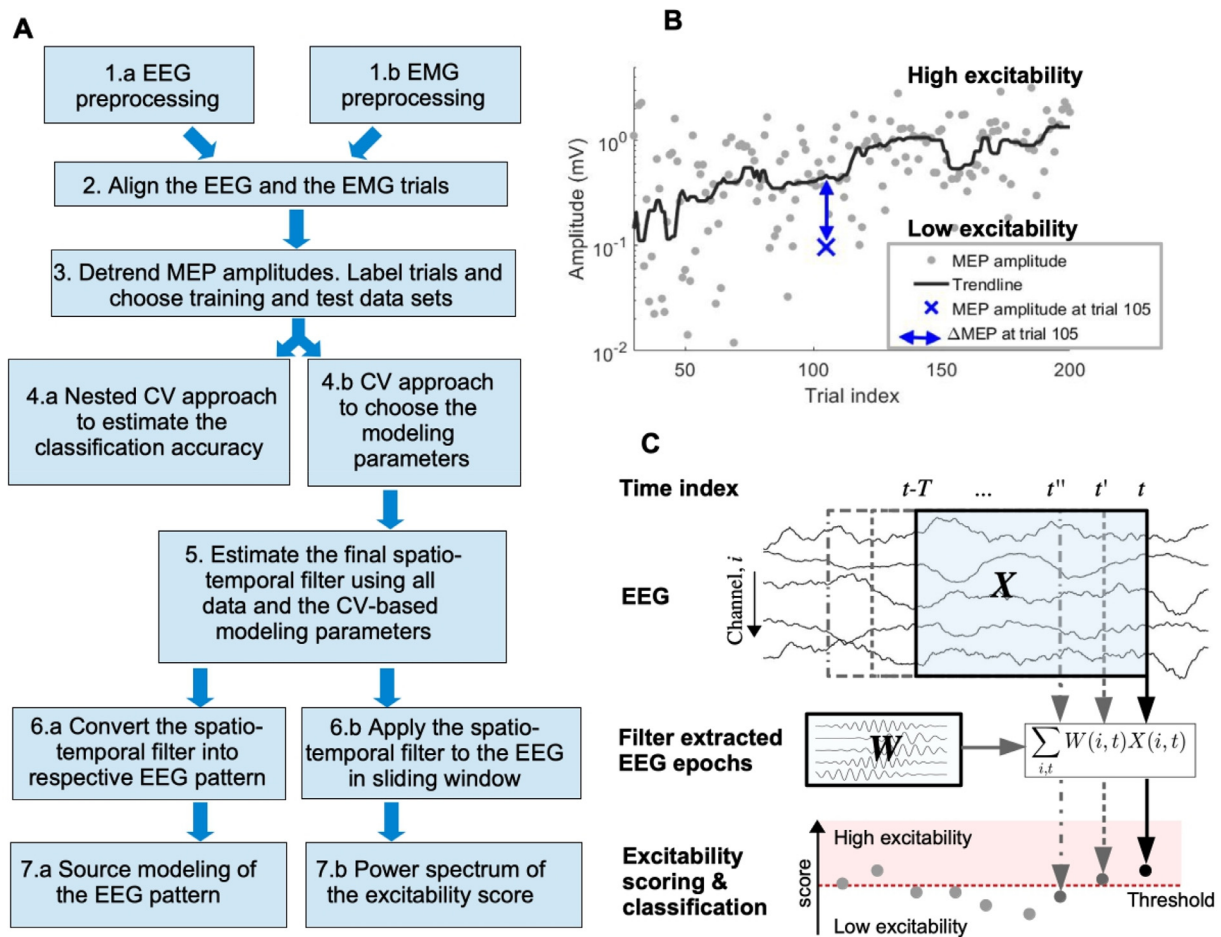 A
1.a EEG
preprocessing
1.b EMG
preprocessing
2. Align the EEG and the EMG trials
3. Detrend MEP amplitudes. Label trials and
choose training and test data sets
4.a Nested CV approach
to estimate the
classification accuracy
4.b CV approach
to choose the
modeling
parameters
5. Estimate the final spatio-
temporal filter using all
data and the CV-based
modeling parameters
6.a Convert the spatio-
temporal filter into
respective EEG pattern
6.b Apply the spatio-
temporal filter to the EEG
in sliding window
7.a Source modeling of
the EEG pattern
7.b Power spectrum of
the excitability score
B
High excitability
Amplitude (mV)
10⁰
10⁻¹
10⁻²
Low excitability
MEP amplitude
Trendline
MEP amplitude at trial 105
ΔMEP at trial 105
50 100 150 200
Trial index
C
Time index t-T ... t'' t' t
EEG
Channel, i
X
Filter extracted
EEG epochs
W
∑ W(i, t)X(i, t)
i,t
Excitability
scoring &
classification
score
High excitability
Threshold
Low excitability